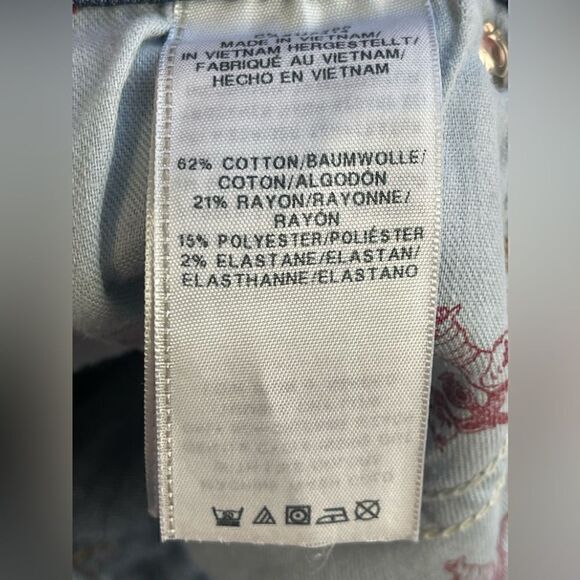 MADE IN VIETNAM/
IN VIETNAM HERGESTELLT/
FABRIQUÉ AU VIETNAM/
HECHO EN VIETNAM
62% COTTON/BAUMWOLLE/
COTON/ALGODÓN
21% RAYON/RAYONNE/
RAYÓN
15% POLYESTER/POLIÉSTER
2% ELASTANE/ELASTAN/
ELASTHANNE/ELASTANO